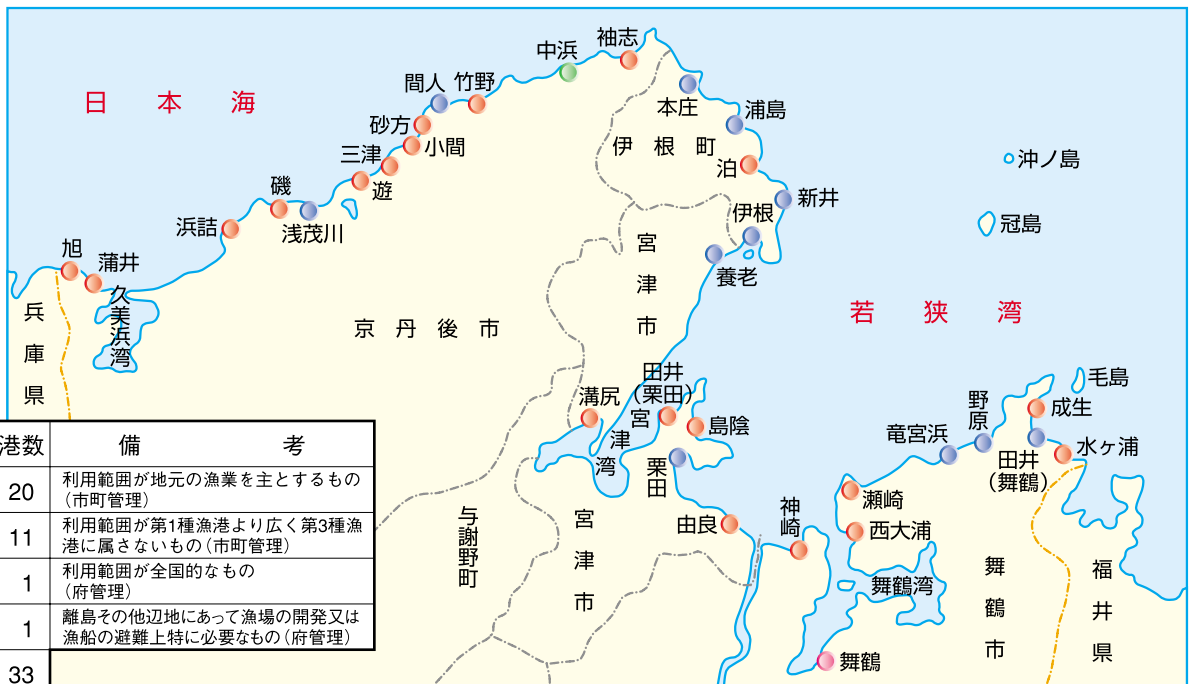 日本海
若狭湾
中浜
袖志
間人
竹野
砂方
小間
三津
遊
磯
浅茂川
浜詰
旭
蒲井
久美浜湾
兵庫県
京丹後市
本庄
浦島
伊根町
泊
新井
伊根
養老
宮津市
沖ノ島
冠島
毛島
田井
(栗田)
溝尻
宮津湾
島陰
栗田
由良
神崎
与謝野町
宮津市
野原
成生
竜宮浜
田井
(舞鶴)
水ヶ浦
瀬崎
西大浦
舞鶴湾
舞鶴
舞鶴市
福井県
港数 備考
20 利用範囲が地元の漁業を主とするもの
(市町管理)
11 利用範囲が第1種漁港より広く第3種漁
港に属さないもの(市町管理)
1 利用範囲が全国的なもの
(府管理)
1 離島その他辺地にあって漁場の開発又は
漁船の避難上特に必要なもの(府管理)
33